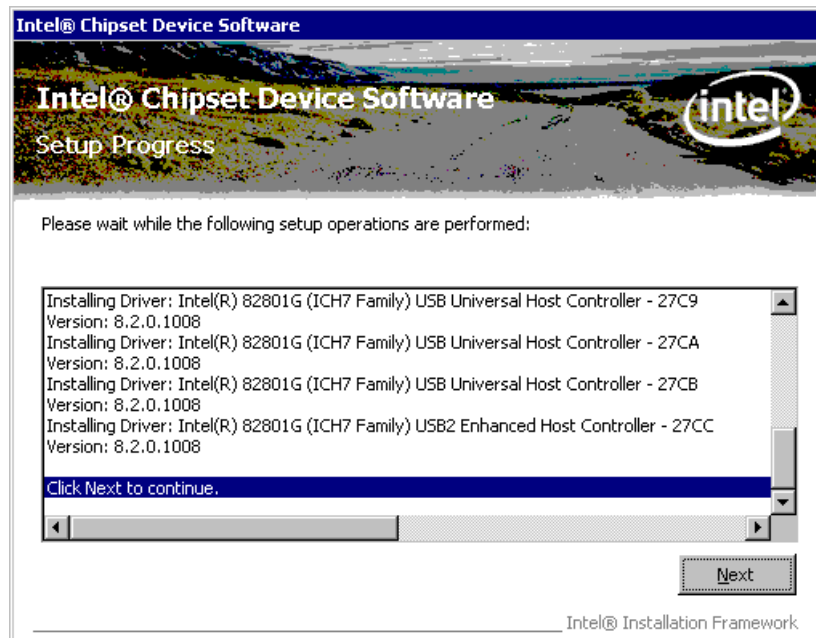 Intel® Chipset Device Software
Intel® Chipset Device Software
intel
Setup Progress
Please wait while the following setup operations are performed:
Installing Driver: Intel(R) 82801G (ICH7 Family) USB Universal Host Controller - 27C9
Version: 8.2.0.1008
Installing Driver: Intel(R) 82801G (ICH7 Family) USB Universal Host Controller - 27CA
Version: 8.2.0.1008
Installing Driver: Intel(R) 82801G (ICH7 Family) USB Universal Host Controller - 27CB
Version: 8.2.0.1008
Installing Driver: Intel(R) 82801G (ICH7 Family) USB2 Enhanced Host Controller - 27CC
Version: 8.2.0.1008
Click Next to continue.
Next
Intel® Installation Framework